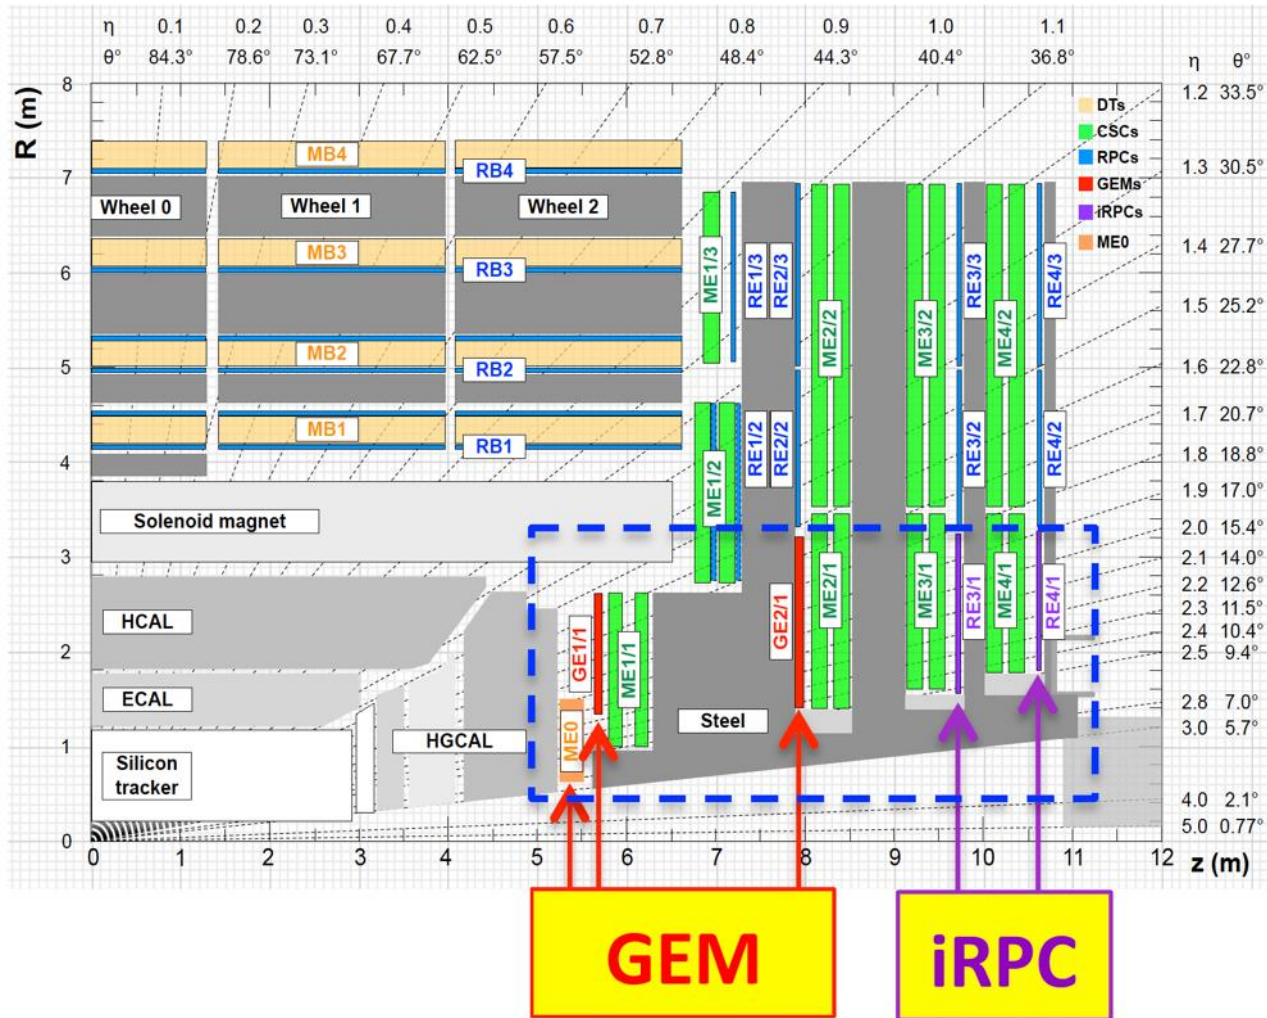 η 0.1 0.2 0.3 0.4 0.5 0.6 0.7 0.8 0.9 1.0 1.1
θ° 84.3° 78.6° 73.1° 67.7° 62.5° 57.5° 52.8° 48.4° 44.3° 40.4° 36.8° η θ°
R (m)
8
7
6
5
4
3
2
1
0
1.2 33.5°
1.3 30.5°
1.4 27.7°
1.5 25.2°
1.6 22.8°
1.7 20.7°
1.8 18.8°
1.9 17.0°
2.0 15.4°
2.1 14.0°
2.2 12.6°
2.3 11.5°
2.4 10.4°
2.5 9.4°
2.8 7.0°
3.0 5.7°
4.0 2.1°
5.0 0.77°
DTs
CSCs
RPCs
GEMs
iRPCs
ME0
MB4
RB4
Wheel 0
Wheel 1
Wheel 2
MB3
RB3
MB2
RB2
MB1
RB1
ME1/3
RE1/3
RE2/3
ME2/2
ME3/2
RE3/3
ME4/2
RE4/3
ME1/2
RE1/2
RE2/2
RE3/2
RE4/2
Solenoid magnet
HCAL
ECAL
HGCAL
Silicon
tracker
Steel
GE1/1
ME1/1
ME0
GE2/1
ME2/1
ME3/1
RE3/1
ME4/1
RE4/1
0 1 2 3 4 5 6 7 8 9 10 11 12
z (m)
GEM
iRPC